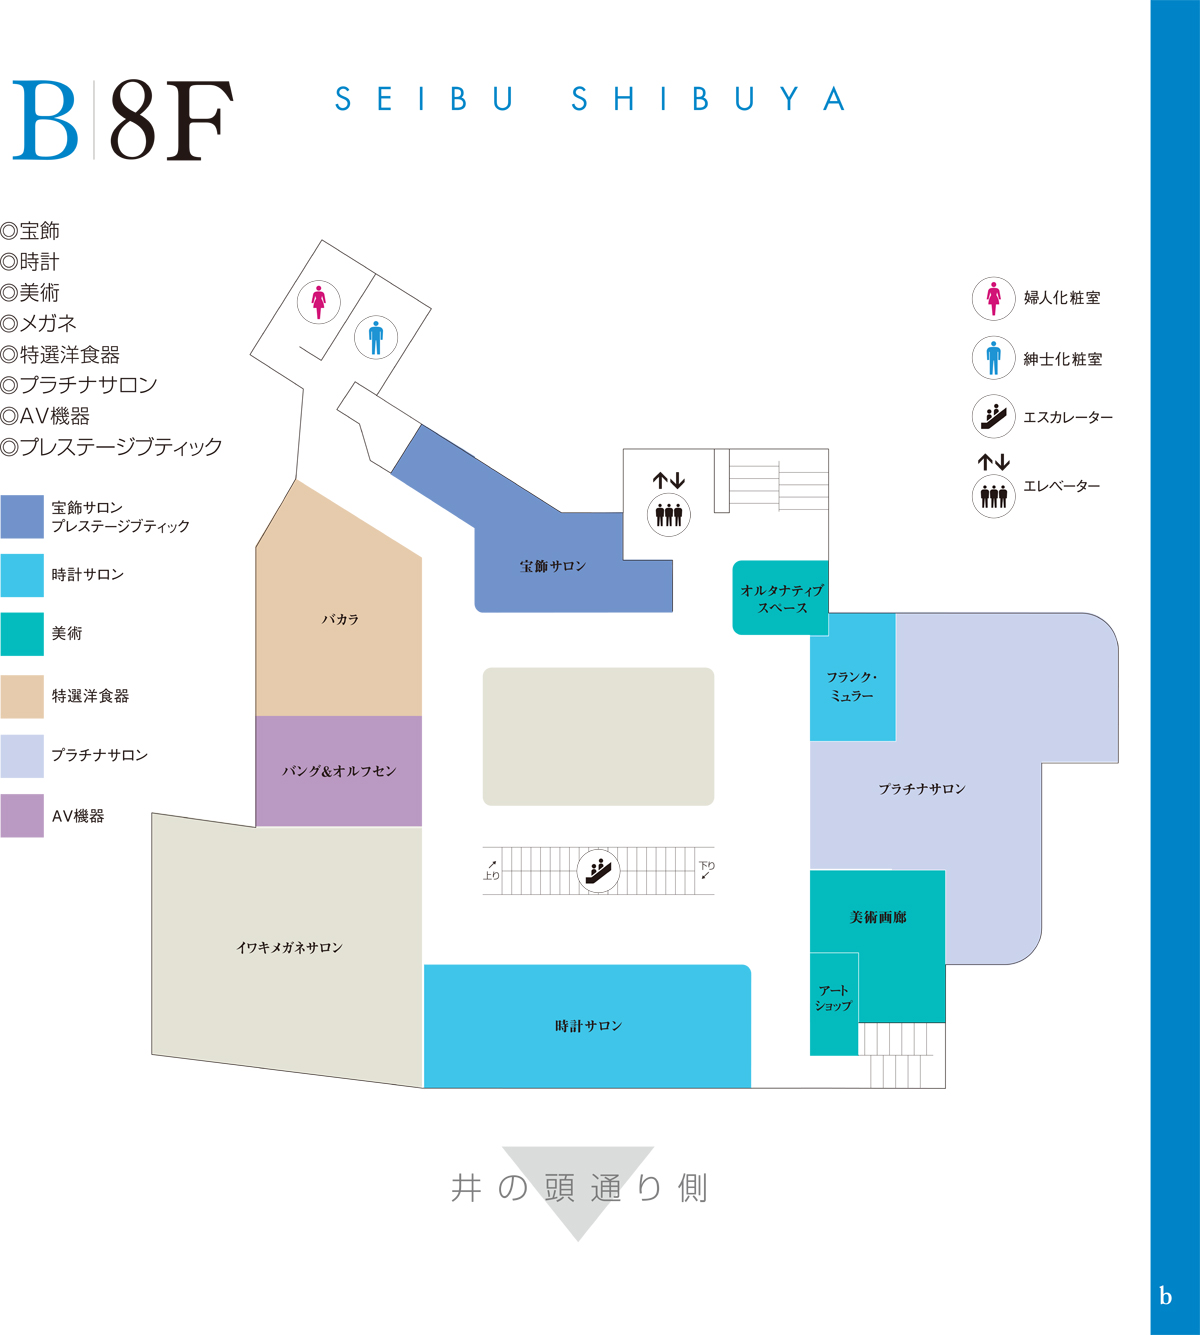 B 8F
SEIBU SHIBUYA
◎宝飾
◎時計
◎美術
◎メガネ
◎特選洋食器
◎プラチナサロン
◎AV機器
◎プレステージブティック
宝飾サロン
プレステージブティック
時計サロン
美術
特選洋食器
プラチナサロン
AV機器
婦人化粧室
紳士化粧室
エスカレーター
エレベーター
宝飾サロン
オルタナティブ
スペース
バカラ
フランク・
ミュラー
バング&オルフセン
プラチナサロン
上り
下り
美術画廊
イワキメガネサロン
アート
ショップ
時計サロン
井の頭通り側
b